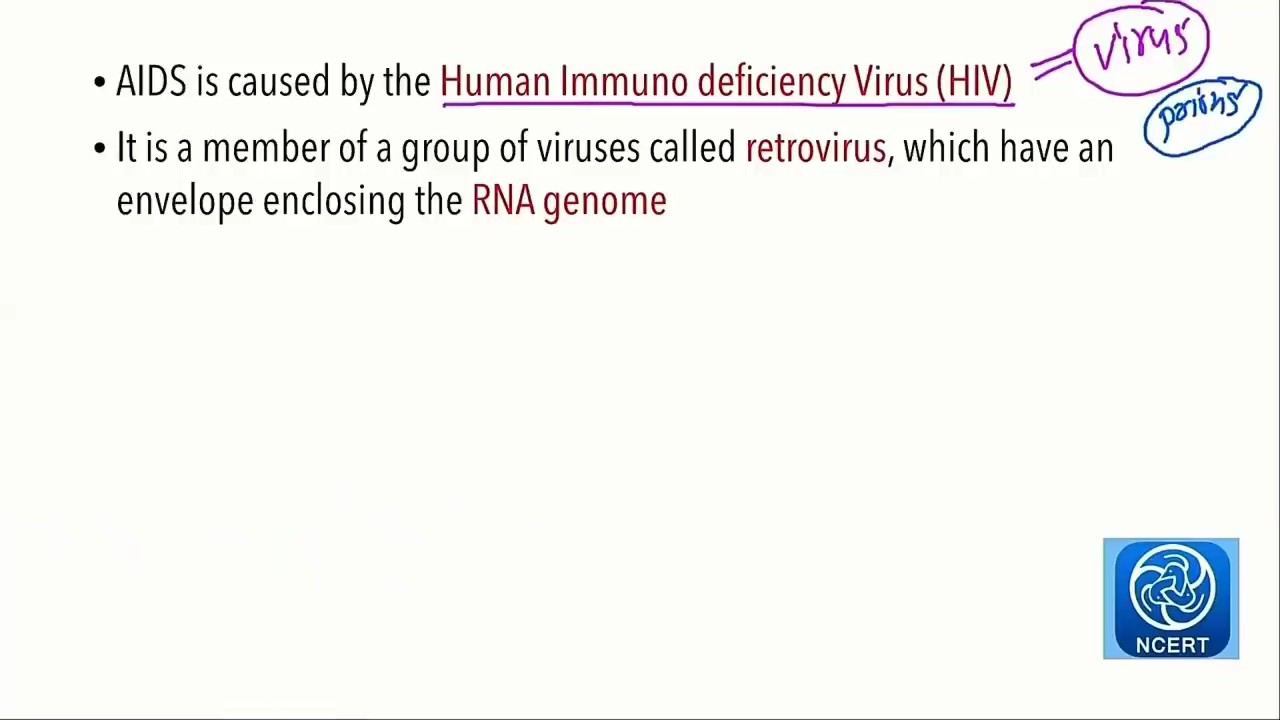 virus
• AIDS is caused by the Human Immuno deficiency Virus (HIV)
• It is a member of a group of viruses called retrovirus, which have an
envelope enclosing the RNA genome
NCERT